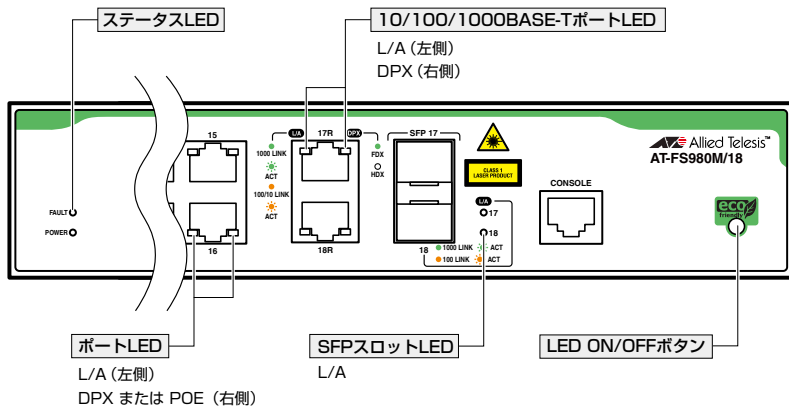 ステータスLED
10/100/1000BASE-TポートLED
L/A（左側）
DPX（右側）
15
L/A
17R
DPX
SFP 17
1000 LINK
ACT
100/10 LINK
ACT
FDX
HDX
CLASS 1
LASER PRODUCT
Allied Telesis™
AT-FS980M/18
CONSOLE
eco
friendly
FAULT
POWER
L/A
17
18
16
18R
18
1000 LINK
ACT
100 LINK
ACT
ポートLED
L/A（左側）
DPX または POE（右側）
SFPスロットLED
L/A
LED ON/OFFボタン